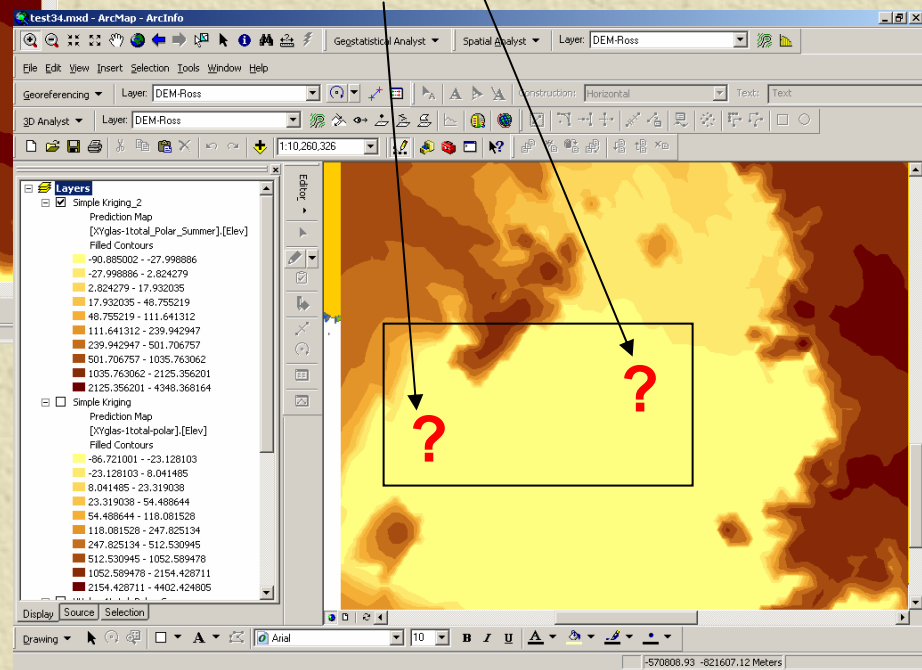 test34.mxd - ArcMap - ArcInfo
Geostatistical Analyst Spatial Analyst Layer: DEM-Ross
File Edit View Insert Selection Tools Window Help
Georeferencing Layer: DEM-Ross Construction: Horizontal Text: Text
3D Analyst Layer: DEM-Ross
1:10,260,326
Editor
Layers
Simple Kriging_2
Prediction Map
[XYglas-1total_Polar_Summer].[Elev]
Filled Contours
-90.885002 - -27.998886
-27.998886 - 2.824279
2.824279 - 17.932035
17.932035 - 48.755219
48.755219 - 111.641312
111.641312 - 239.942947
239.942947 - 501.706757
501.706757 - 1035.763062
1035.763062 - 2125.356201
2125.356201 - 4348.368164
Simple Kriging
Prediction Map
[XYglas-1total-polar].[Elev]
Filled Contours
-86.721001 - -23.128103
-23.128103 - 8.041485
8.041485 - 23.319038
23.319038 - 54.488644
54.488644 - 118.081528
118.081528 - 247.825134
247.825134 - 512.530945
512.530945 - 1052.589478
1052.589478 - 2154.428711
2154.428711 - 4402.424805
?
?
Display Source Selection
Drawing A Arial 10 B I U A
-570808.93 -821607.12 Meters